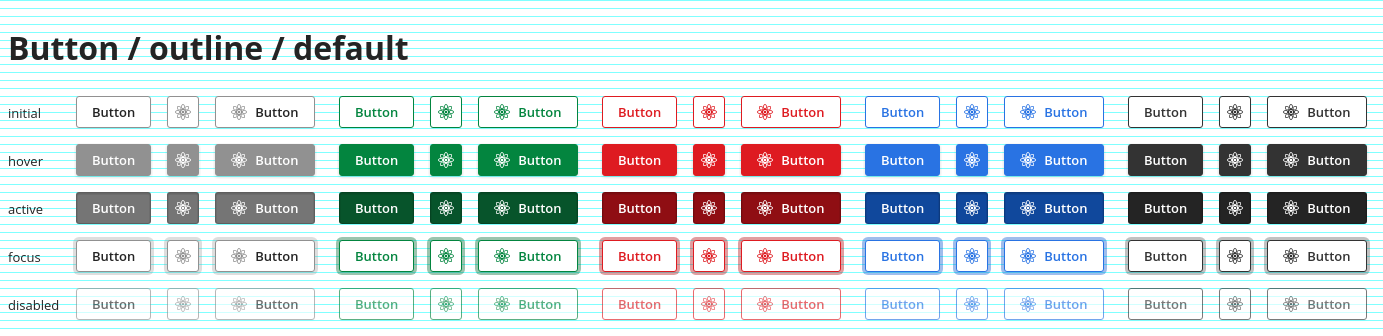 Button / outline / default
initial Button Button Button Button Button Button Button Button Button Button
hover Button Button Button Button Button Button Button Button Button Button
active Button Button Button Button Button Button Button Button Button Button
focus Button Button Button Button Button Button Button Button Button Button
disabled Button Button Button Button Button Button Button Button Button Button